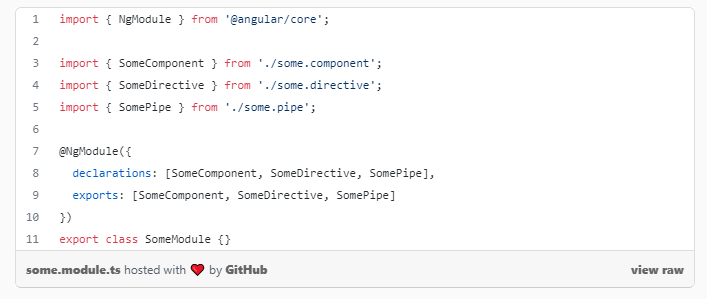 1 import { NgModule } from '@angular/core';
2
3 import { SomeComponent } from './some.component';
4 import { SomeDirective } from './some.directive';
5 import { SomePipe } from './some.pipe';
6
7 @NgModule({
8   declarations: [SomeComponent, SomeDirective, SomePipe],
9   exports: [SomeComponent, SomeDirective, SomePipe]
10 })
11 export class SomeModule {}
some.module.ts hosted with ❤ by GitHub view raw